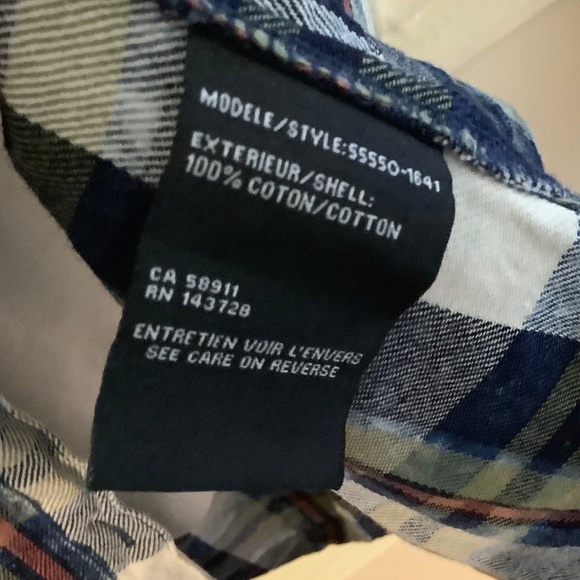 MODELE/STYLE:55550-1641
EXTERIEUR/SHELL:
100% COTON/COTTON
CA 58911
RN 143728
ENTRETIEN VOIR L'ENVERS
SEE CARE ON REVERSE